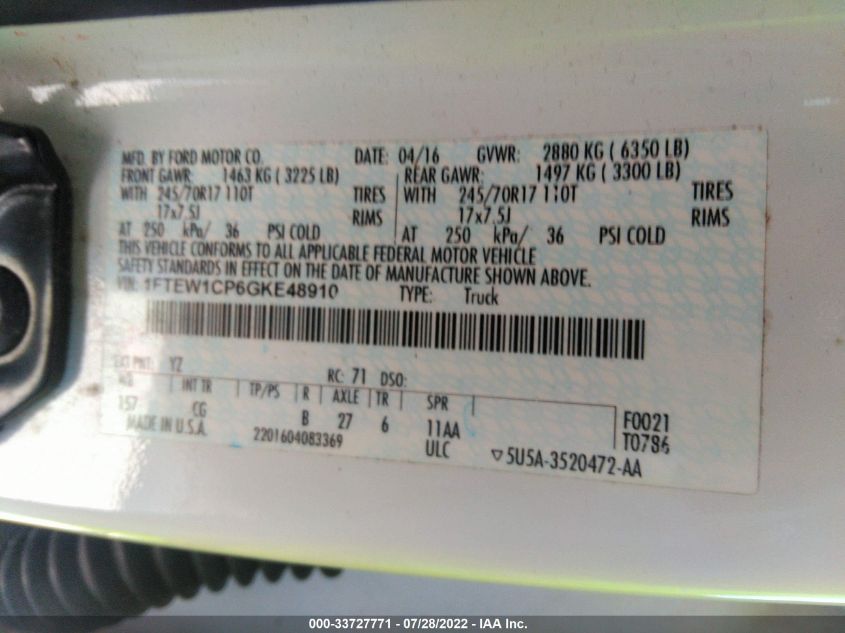 MFD. BY FORD MOTOR CO. DATE: 04/16 GVWR: 2880 KG ( 6350 LB)
FRONT GAWR: 1463 KG ( 3225 LB) REAR GAWR: 1497 KG ( 3300 LB)
WITH 245/70R17 110T TIRES WITH 245/70R17 110T TIRES
17x7.5J RIMS 17x7.5J RIMS
AT 250 kPa/ 36 PSI COLD AT 250 kPa/ 36 PSI COLD
THIS VEHICLE CONFORMS TO ALL APPLICABLE FEDERAL MOTOR VEHICLE
SAFETY STANDARDS IN EFFECT ON THE DATE OF MANUFACTURE SHOWN ABOVE.
VIN: 1FTEW1CP6GKE48910 TYPE: Truck
EXT PNT: YZ RC: 71 DSO:
WB INT TR TP/PS R AXLE TR SPR
157 CG B 27 6 11AA F0021
MADE IN U.S.A. 2201604083369 ULC T0786
▽5U5A-3520472-AA
000-33727771 - 07/28/2022 - IAA Inc.